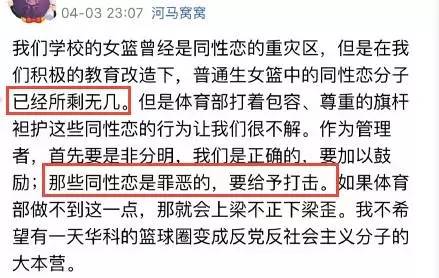 04-03 23:07 河马窝窝
我们学校的女篮曾经是同性恋的重灾区，但是在我
们积极的教育改造下，普通生女篮中的同性恋分子
已经所剩无几。但是体育部打着包容、尊重的旗杆
袒护这些同性恋的行为让我们很不解。作为管理
者，首先要是非分明，我们是正确的，要加以鼓
励；那些同性恋是罪恶的，要给予打击。如果体育
部做不到这一点，那就会上梁不正下梁歪。我不希
望有一天华科的篮球圈变成反党反社会主义分子的
大本营。